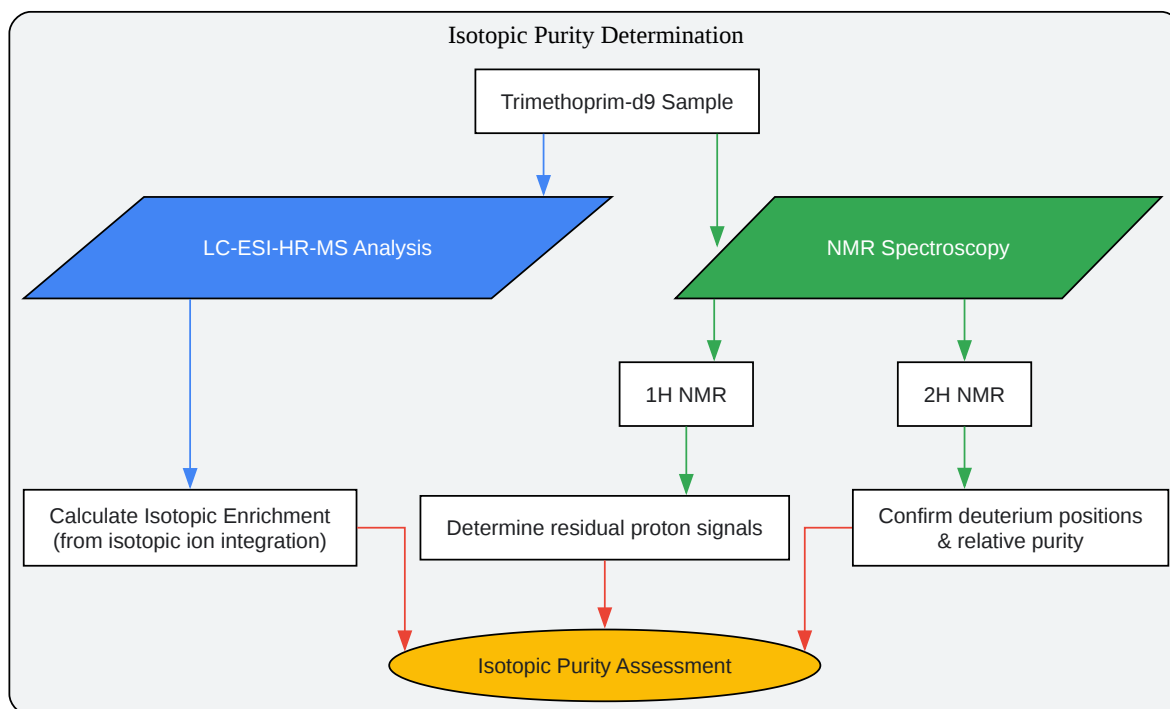 Isotopic Purity Determination
Trimethoprim-d9 Sample
LC-ESI-HR-MS Analysis
NMR Spectroscopy
1H NMR
2H NMR
Calculate Isotopic Enrichment
(from isotopic ion integration)
Determine residual proton signals
Confirm deuterium positions
& relative purity
Isotopic Purity Assessment